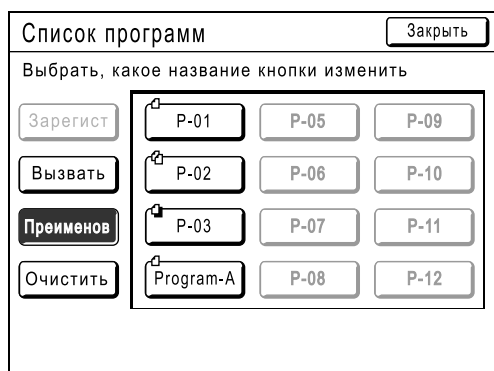 Список программ
Закрыть
Выбрать, какое название кнопки изменить
Зарегист P-01 P-05 P-09
Вызвать P-02 P-06 P-10
Преименов P-03 P-07 P-11
Очистить Program-A P-08 P-12